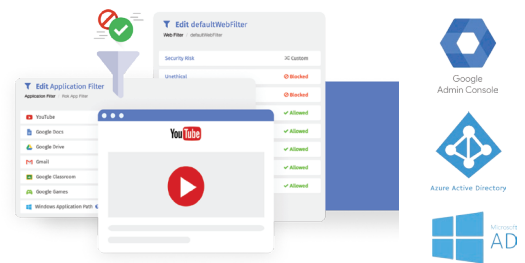 Edit defaultWebFilter
Web Filter defaultWebFilter
Security Risk Custom
Unethical Blocked
Blocked
Allowed
Allowed
Allowed
Allowed
Edit Application Filter
Application Filter Web App Filter
YouTube
Google Docs
Google Drive
Gmail
Google Classroom
Google Games
Windows Application Path
YouTube
Google
Admin Console
Azure Active Directory
Microsoft
AD